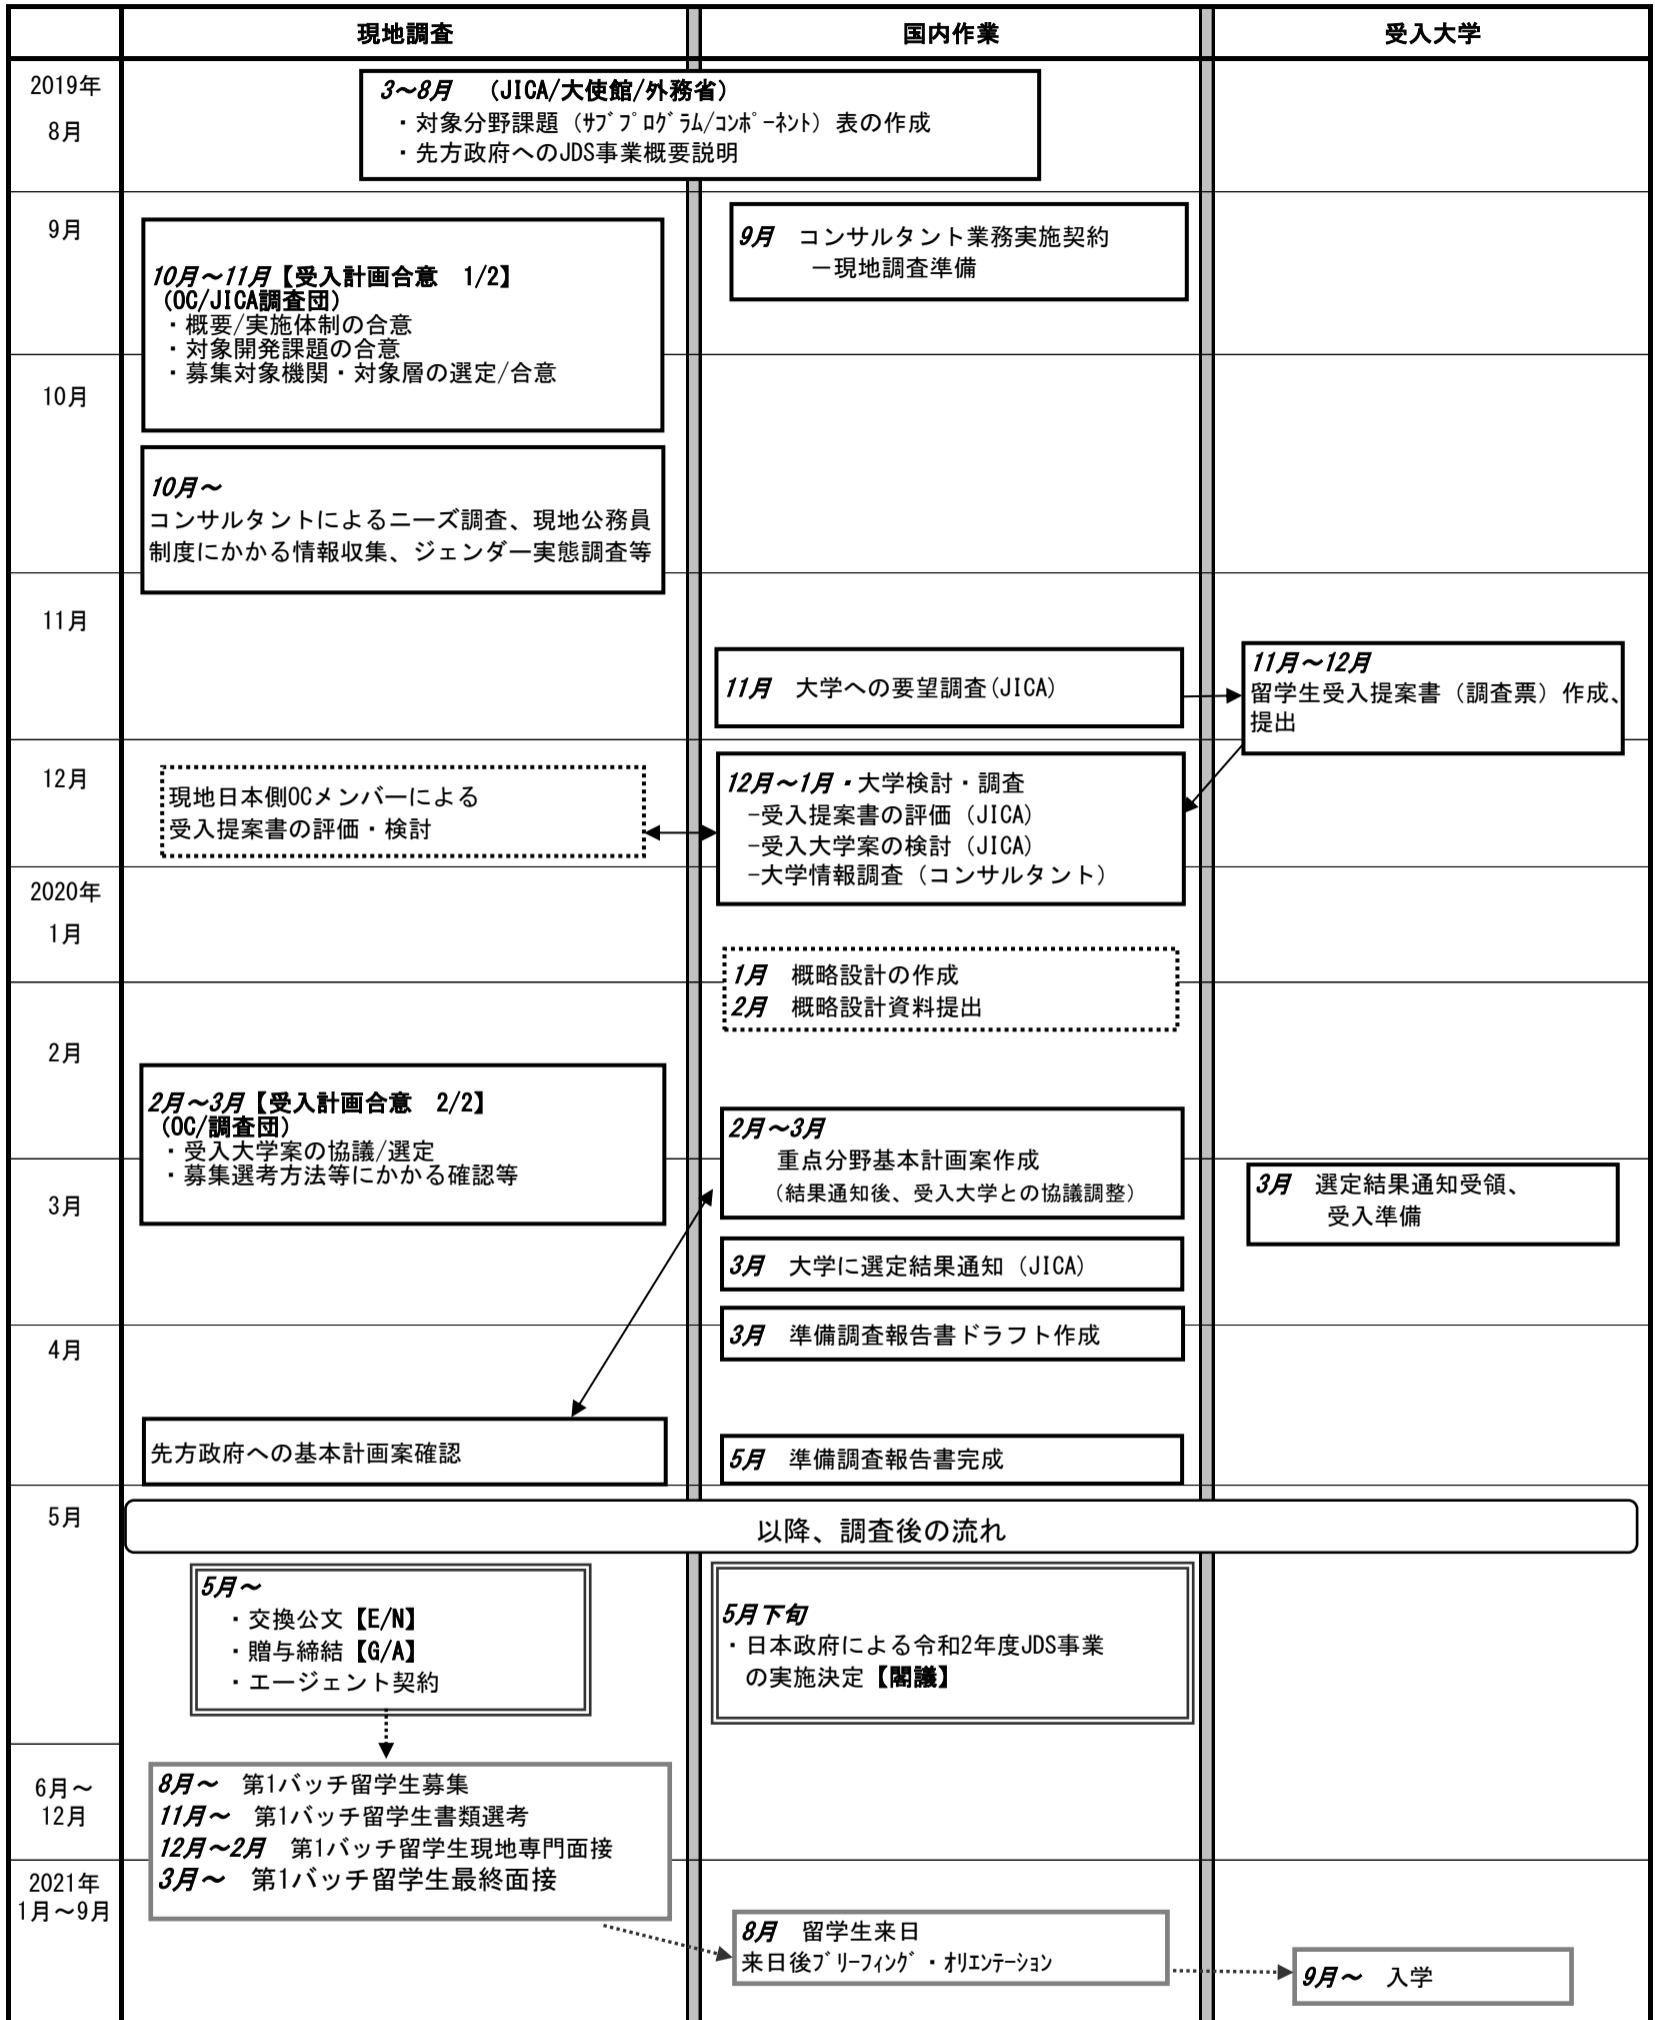 現地調査
国内作業
受入大学
2019年
8月
3～8月　（JICA/大使館/外務省）
・対象分野課題（ｻﾌﾞﾌﾟﾛｸﾞﾗﾑ/ｺﾝﾎﾟｰﾈﾝﾄ）表の作成
・先方政府へのJDS事業概要説明
9月
10月～11月【受入計画合意　1/2】
（OC/JICA調査団）
・概要/実施体制の合意
・対象開発課題の合意
・募集対象機関・対象層の選定/合意
9月　コンサルタント業務実施契約
－現地調査準備
10月
10月～
コンサルタントによるニーズ調査、現地公務員
制度にかかる情報収集、ジェンダー実態調査等
11月
11月　大学への要望調査(JICA)
11月～12月
留学生受入提案書（調査票）作成、
提出
12月
現地日本側OCメンバーによる
受入提案書の評価・検討
12月～1月・大学検討・調査
-受入提案書の評価（JICA）
-受入大学案の検討（JICA）
-大学情報調査（コンサルタント）
2020年
1月
1月　概略設計の作成
2月　概略設計資料提出
2月
2月～3月【受入計画合意　2/2】
（OC/調査団）
・受入大学案の協議/選定
・募集選考方法等にかかる確認等
2月～3月
重点分野基本計画案作成
（結果通知後、受入大学との協議調整）
3月
3月　選定結果通知受領、
受入準備
3月　大学に選定結果通知（JICA）
3月　準備調査報告書ドラフト作成
4月
先方政府への基本計画案確認
5月　準備調査報告書完成
5月
以降、調査後の流れ
5月～
・交換公文【E/N】
・贈与締結【G/A】
・エージェント契約
5月下旬
・日本政府による令和2年度JDS事業
の実施決定【閣議】
6月～
12月
8月～　第1バッチ留学生募集
11月～　第1バッチ留学生書類選考
12月～2月　第1バッチ留学生現地専門面接
3月～　第1バッチ留学生最終面接
2021年
1月～9月
8月　留学生来日
来日後ﾌﾞﾘｰﾌｨﾝｸﾞ・ｵﾘｴﾝﾃｰｼｮﾝ
9月～　入学